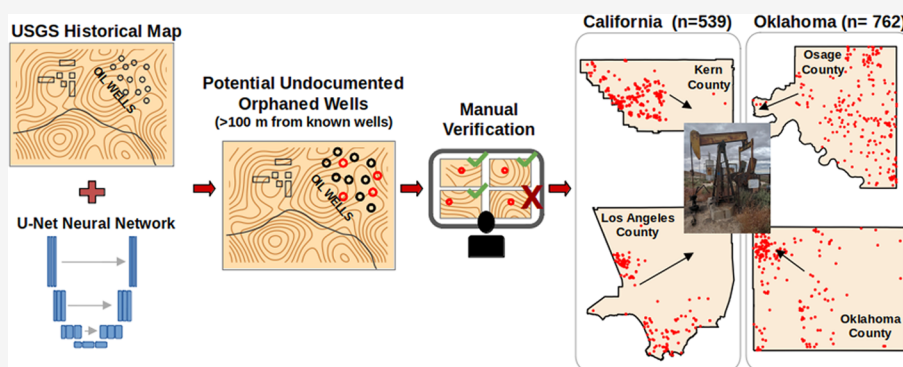 USGS Historical Map
OIL WELLS
+
U-Net Neural Network
Potential Undocumented
Orphaned Wells
(>100 m from known wells)
OIL WELLS
Manual
Verification
X
California (n=539)
Kern
County
Los Angeles
County
Oklahoma (n= 762)
Osage
County
Oklahoma
County